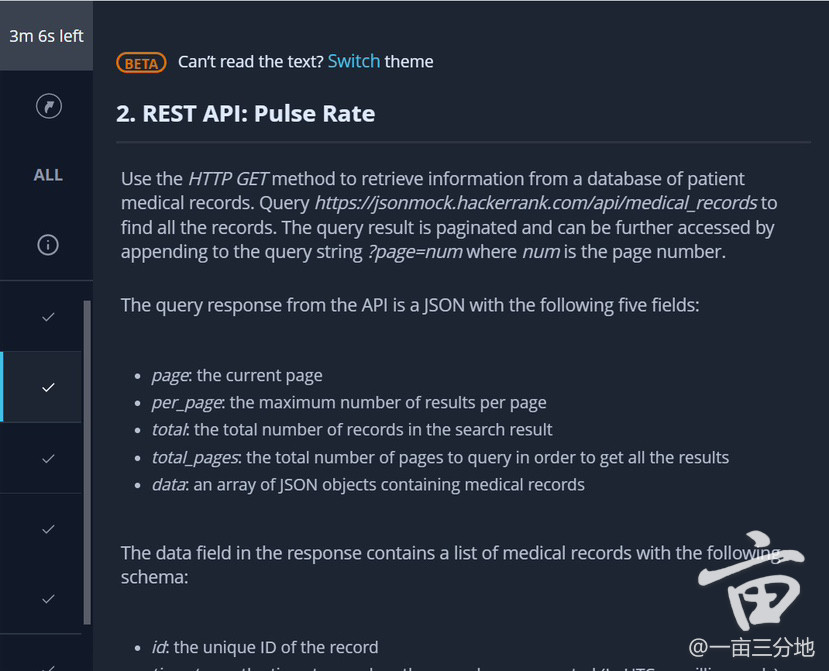 3m 6s left
BETA Can't read the text? Switch theme
2. REST API: Pulse Rate
ALL
Use the HTTP GET method to retrieve information from a database of patient
medical records. Query https://jsonmock.hackerrank.com/api/medical_records to
find all the records. The query result is paginated and can be further accessed by
appending to the query string ?page=num where num is the page number.
The query response from the API is a JSON with the following five fields:
• page: the current page
• per_page: the maximum number of results per page
• total: the total number of records in the search result
• total_pages: the total number of pages to query in order to get all the results
• data: an array of JSON objects containing medical records
The data field in the response contains a list of medical records with the following
schema:
• id: the unique ID of the record
亩
@一亩三分地